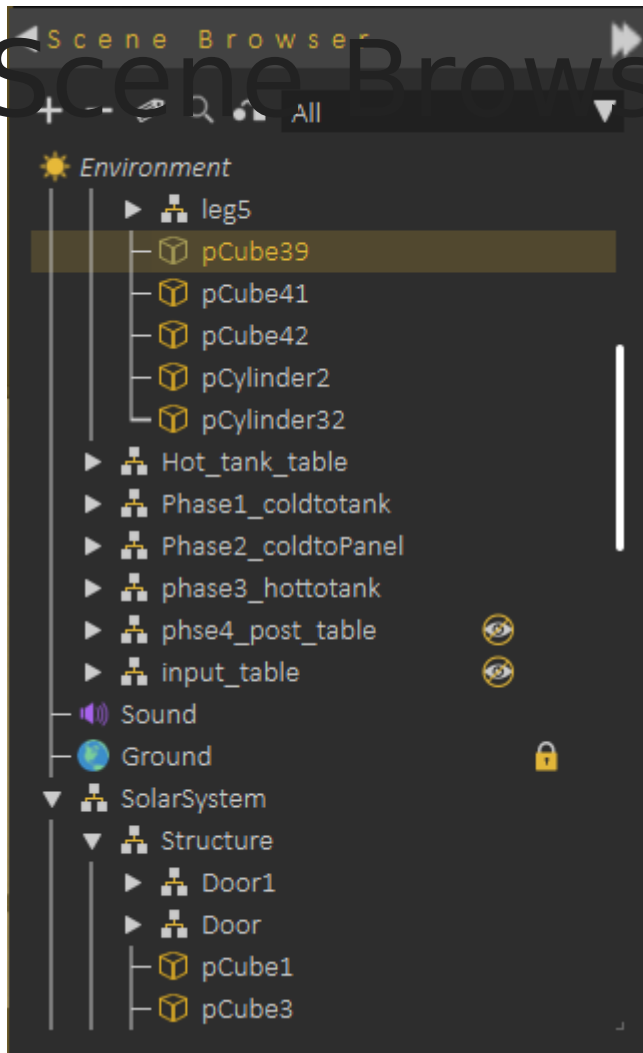 Scene Browser
Scene Brows
All
Environment
leg5
pCube39
pCube41
pCube42
pCylinder2
pCylinder32
Hot_tank_table
Phase1_coldtotank
Phase2_coldtoPanel
phase3_hottotank
phse4_post_table
input_table
Sound
Ground
SolarSystem
Structure
Door1
Door
pCube1
pCube3